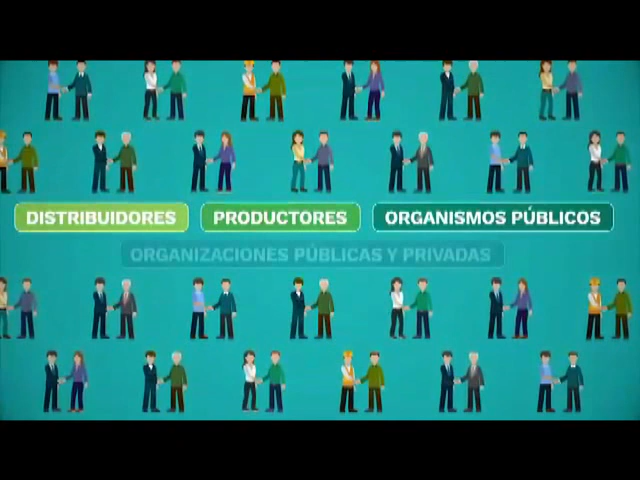 DISTRIBUIDORES PRODUCTORES ORGANISMOS PÚBLICOS
ORGANIZACIONES PÚBLICAS Y PRIVADAS